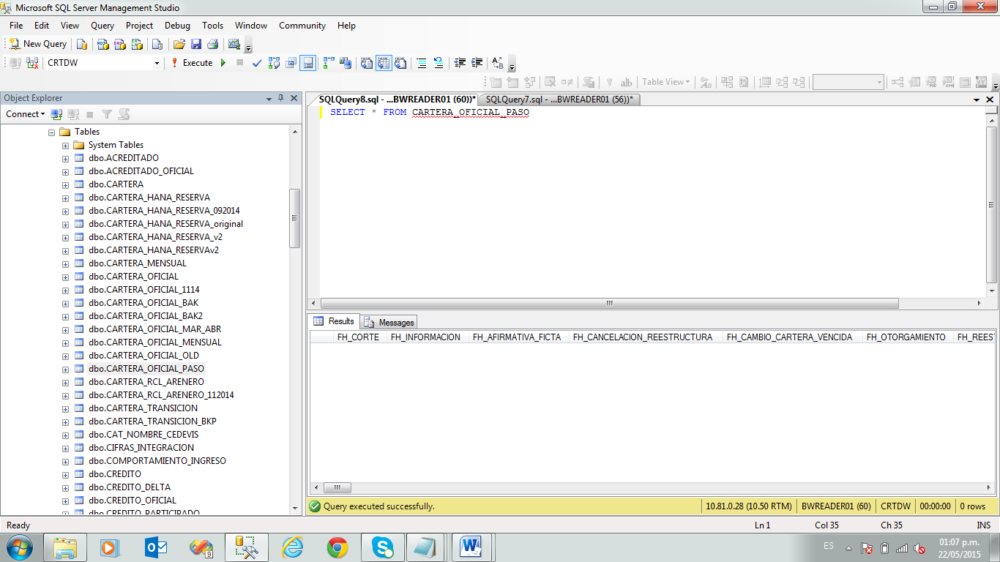 Microsoft SQL Server Management Studio
File Edit View Query Project Debug Tools Window Community Help
New Query
CRTDW Execute
Table View
Object Explorer
SQLQuery8.sql - ...BWREADER01 (60))* SQLQuery7.sql - ...BWREADER01 (56))*
Connect
SELECT * FROM CARTERA_OFICIAL_PASO
Tables
System Tables
dbo.ACREDITADO
dbo.ACREDITADO_OFICIAL
dbo.CARTERA
dbo.CARTERA_HANA_RESERVA
dbo.CARTERA_HANA_RESERVA_092014
dbo.CARTERA_HANA_RESERVA_original
dbo.CARTERA_HANA_RESERVA_v2
dbo.CARTERA_HANA_RESERVAv2
dbo.CARTERA_MENSUAL
dbo.CARTERA_OFICIAL
dbo.CARTERA_OFICIAL_1114
dbo.CARTERA_OFICIAL_BAK
dbo.CARTERA_OFICIAL_BAK2
dbo.CARTERA_OFICIAL_MAR_ABR
dbo.CARTERA_OFICIAL_MENSUAL
dbo.CARTERA_OFICIAL_OLD
dbo.CARTERA_OFICIAL_PASO
dbo.CARTERA_RCL_ARENERO
dbo.CARTERA_RCL_ARENERO_112014
dbo.CARTERA_TRANSICION
dbo.CARTERA_TRANSICION_BKP
dbo.CAT_NOMBRE_CEDEVIS
dbo.CIFRAS_INTEGRACION
dbo.COMPORTAMIENTO_INGRESO
dbo.CREDITO
dbo.CREDITO_DELTA
dbo.CREDITO_OFICIAL
dbo.CREDITO_PARTICIPADO
Results Messages
FH_CORTE FH_INFORMACION FH_AFIRMATIVA_FICTA FH_CANCELACION_REESTRUCTURA FH_CAMBIO_CARTERA_VENCIDA FH_OTORGAMIENTO FH_REES
Query executed successfully. 10.81.0.28 (10.50 RTM) BWREADER01 (60) CRTDW 00:00:00 0 rows
Ready Ln 1 Col 35 Ch 35 INS
ES
01:07 p.m.
22/05/2015